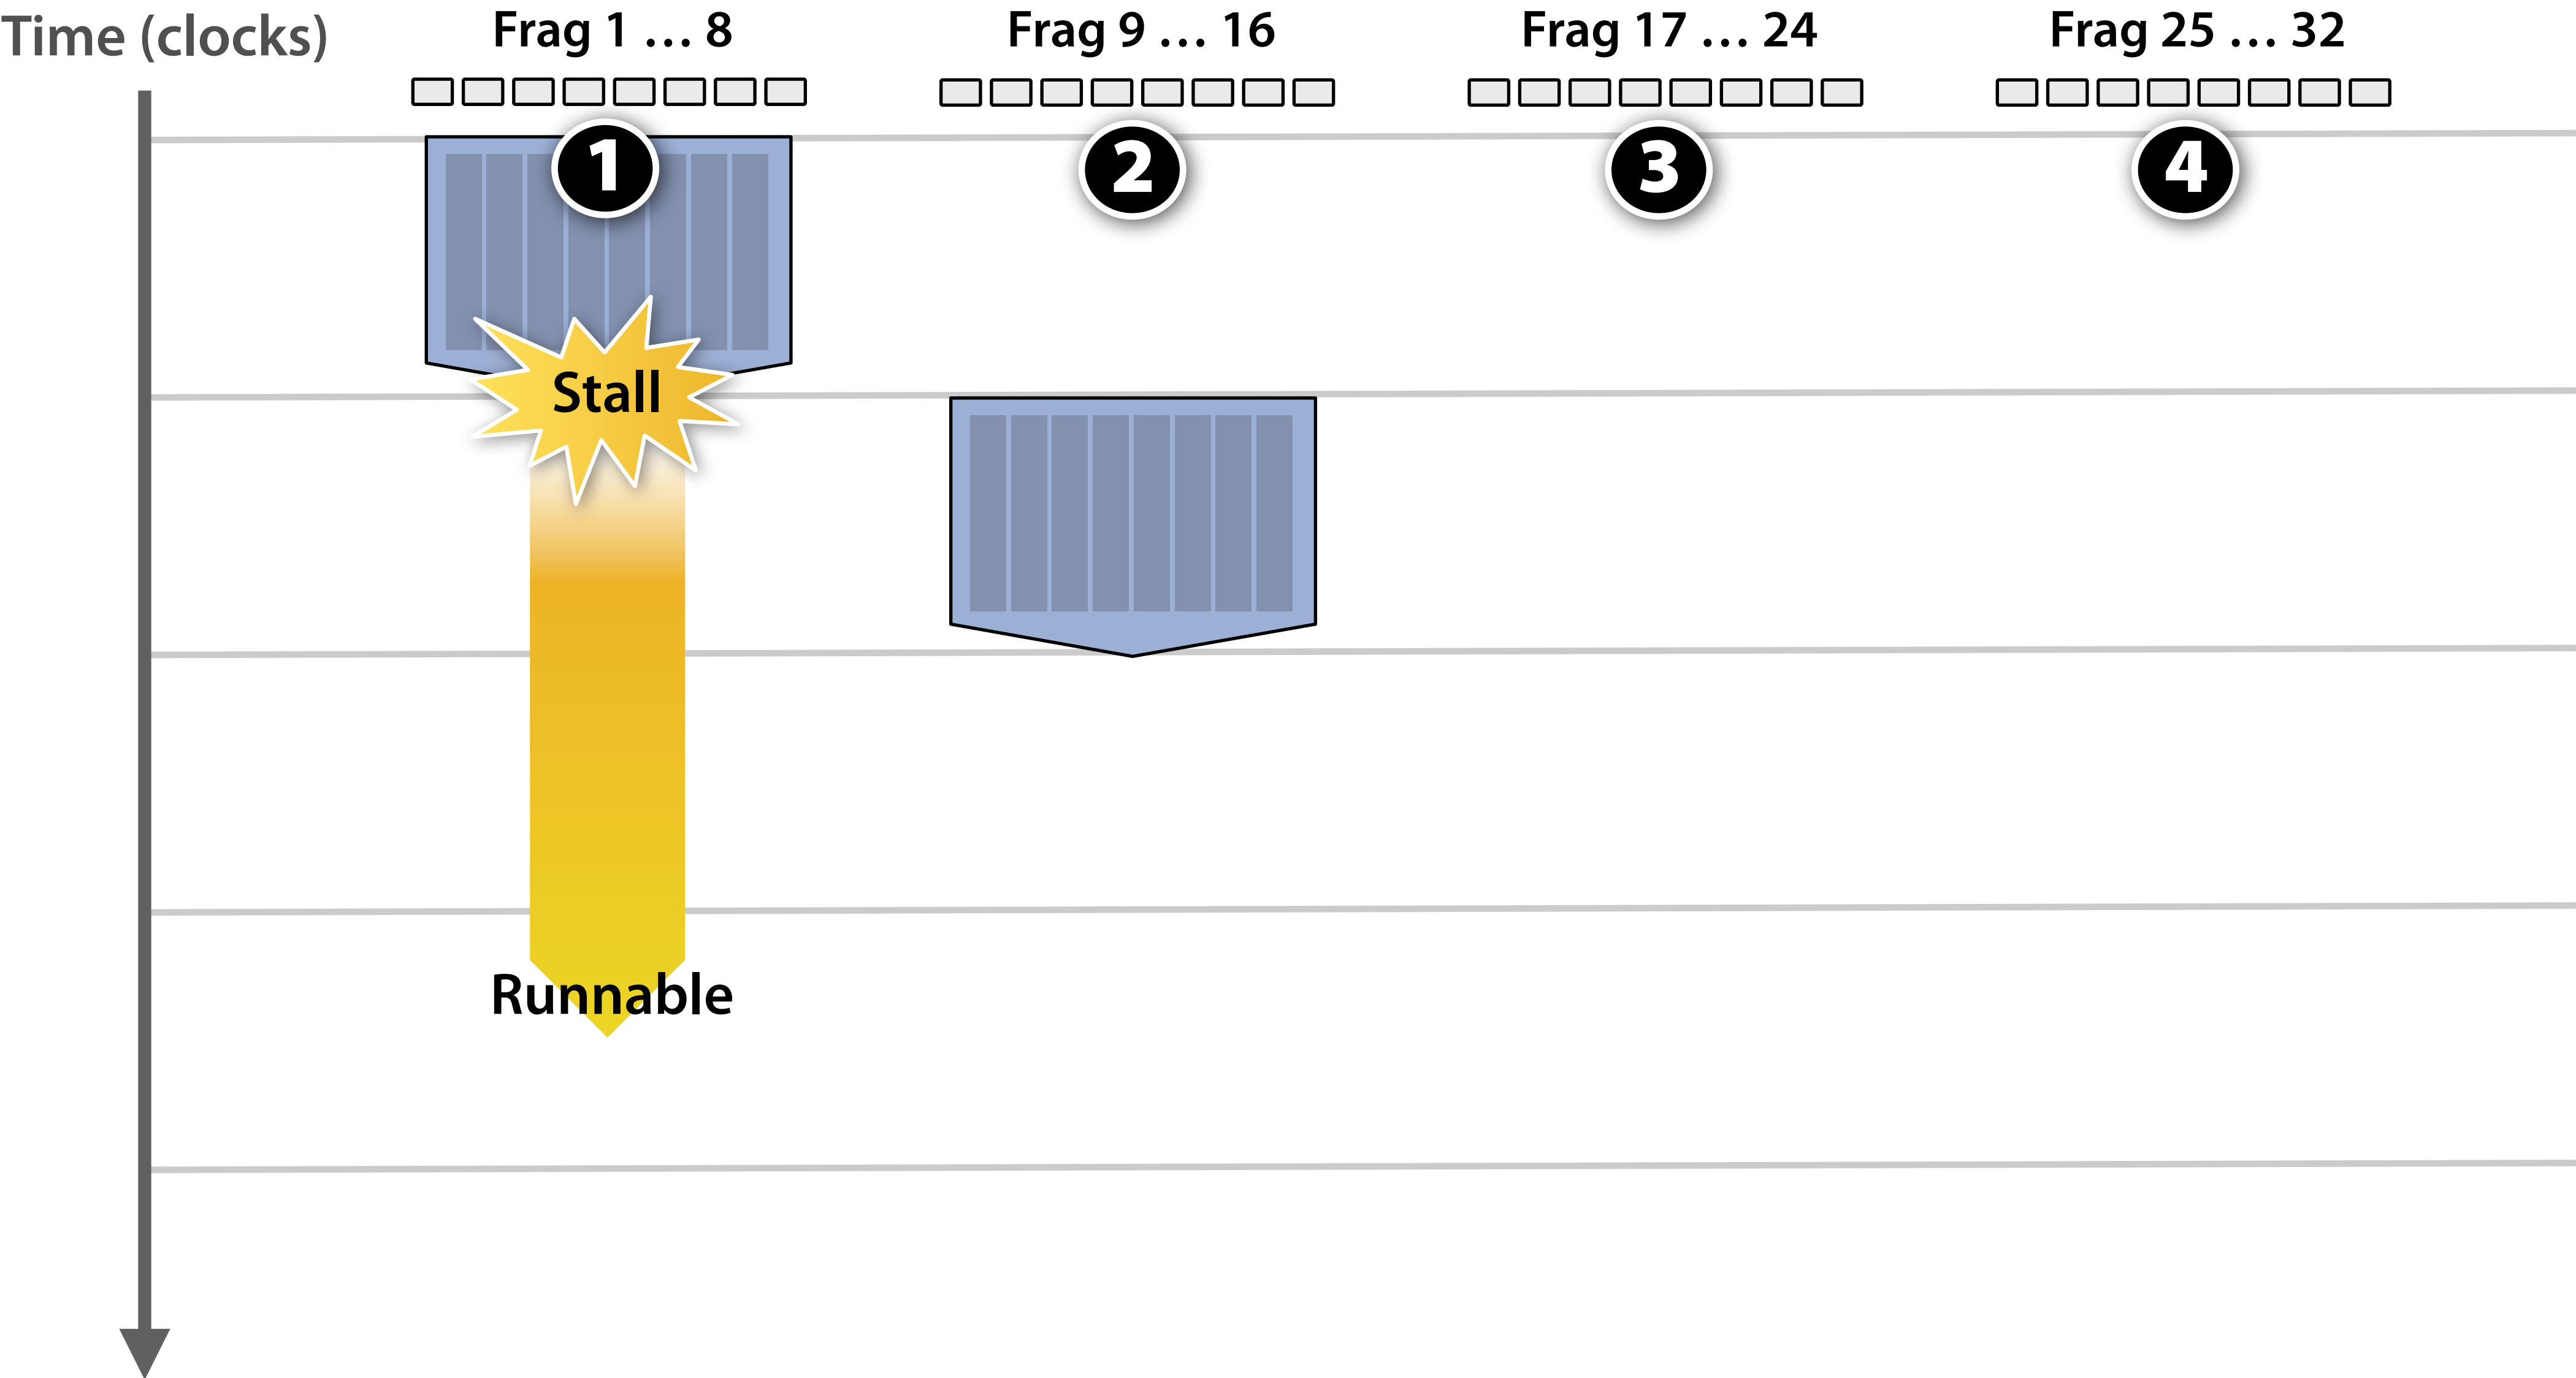 Time (clocks)
Frag 1 … 8
Frag 9 … 16
Frag 17 … 24
Frag 25 … 32
1
2
3
4
Stall
Runnable